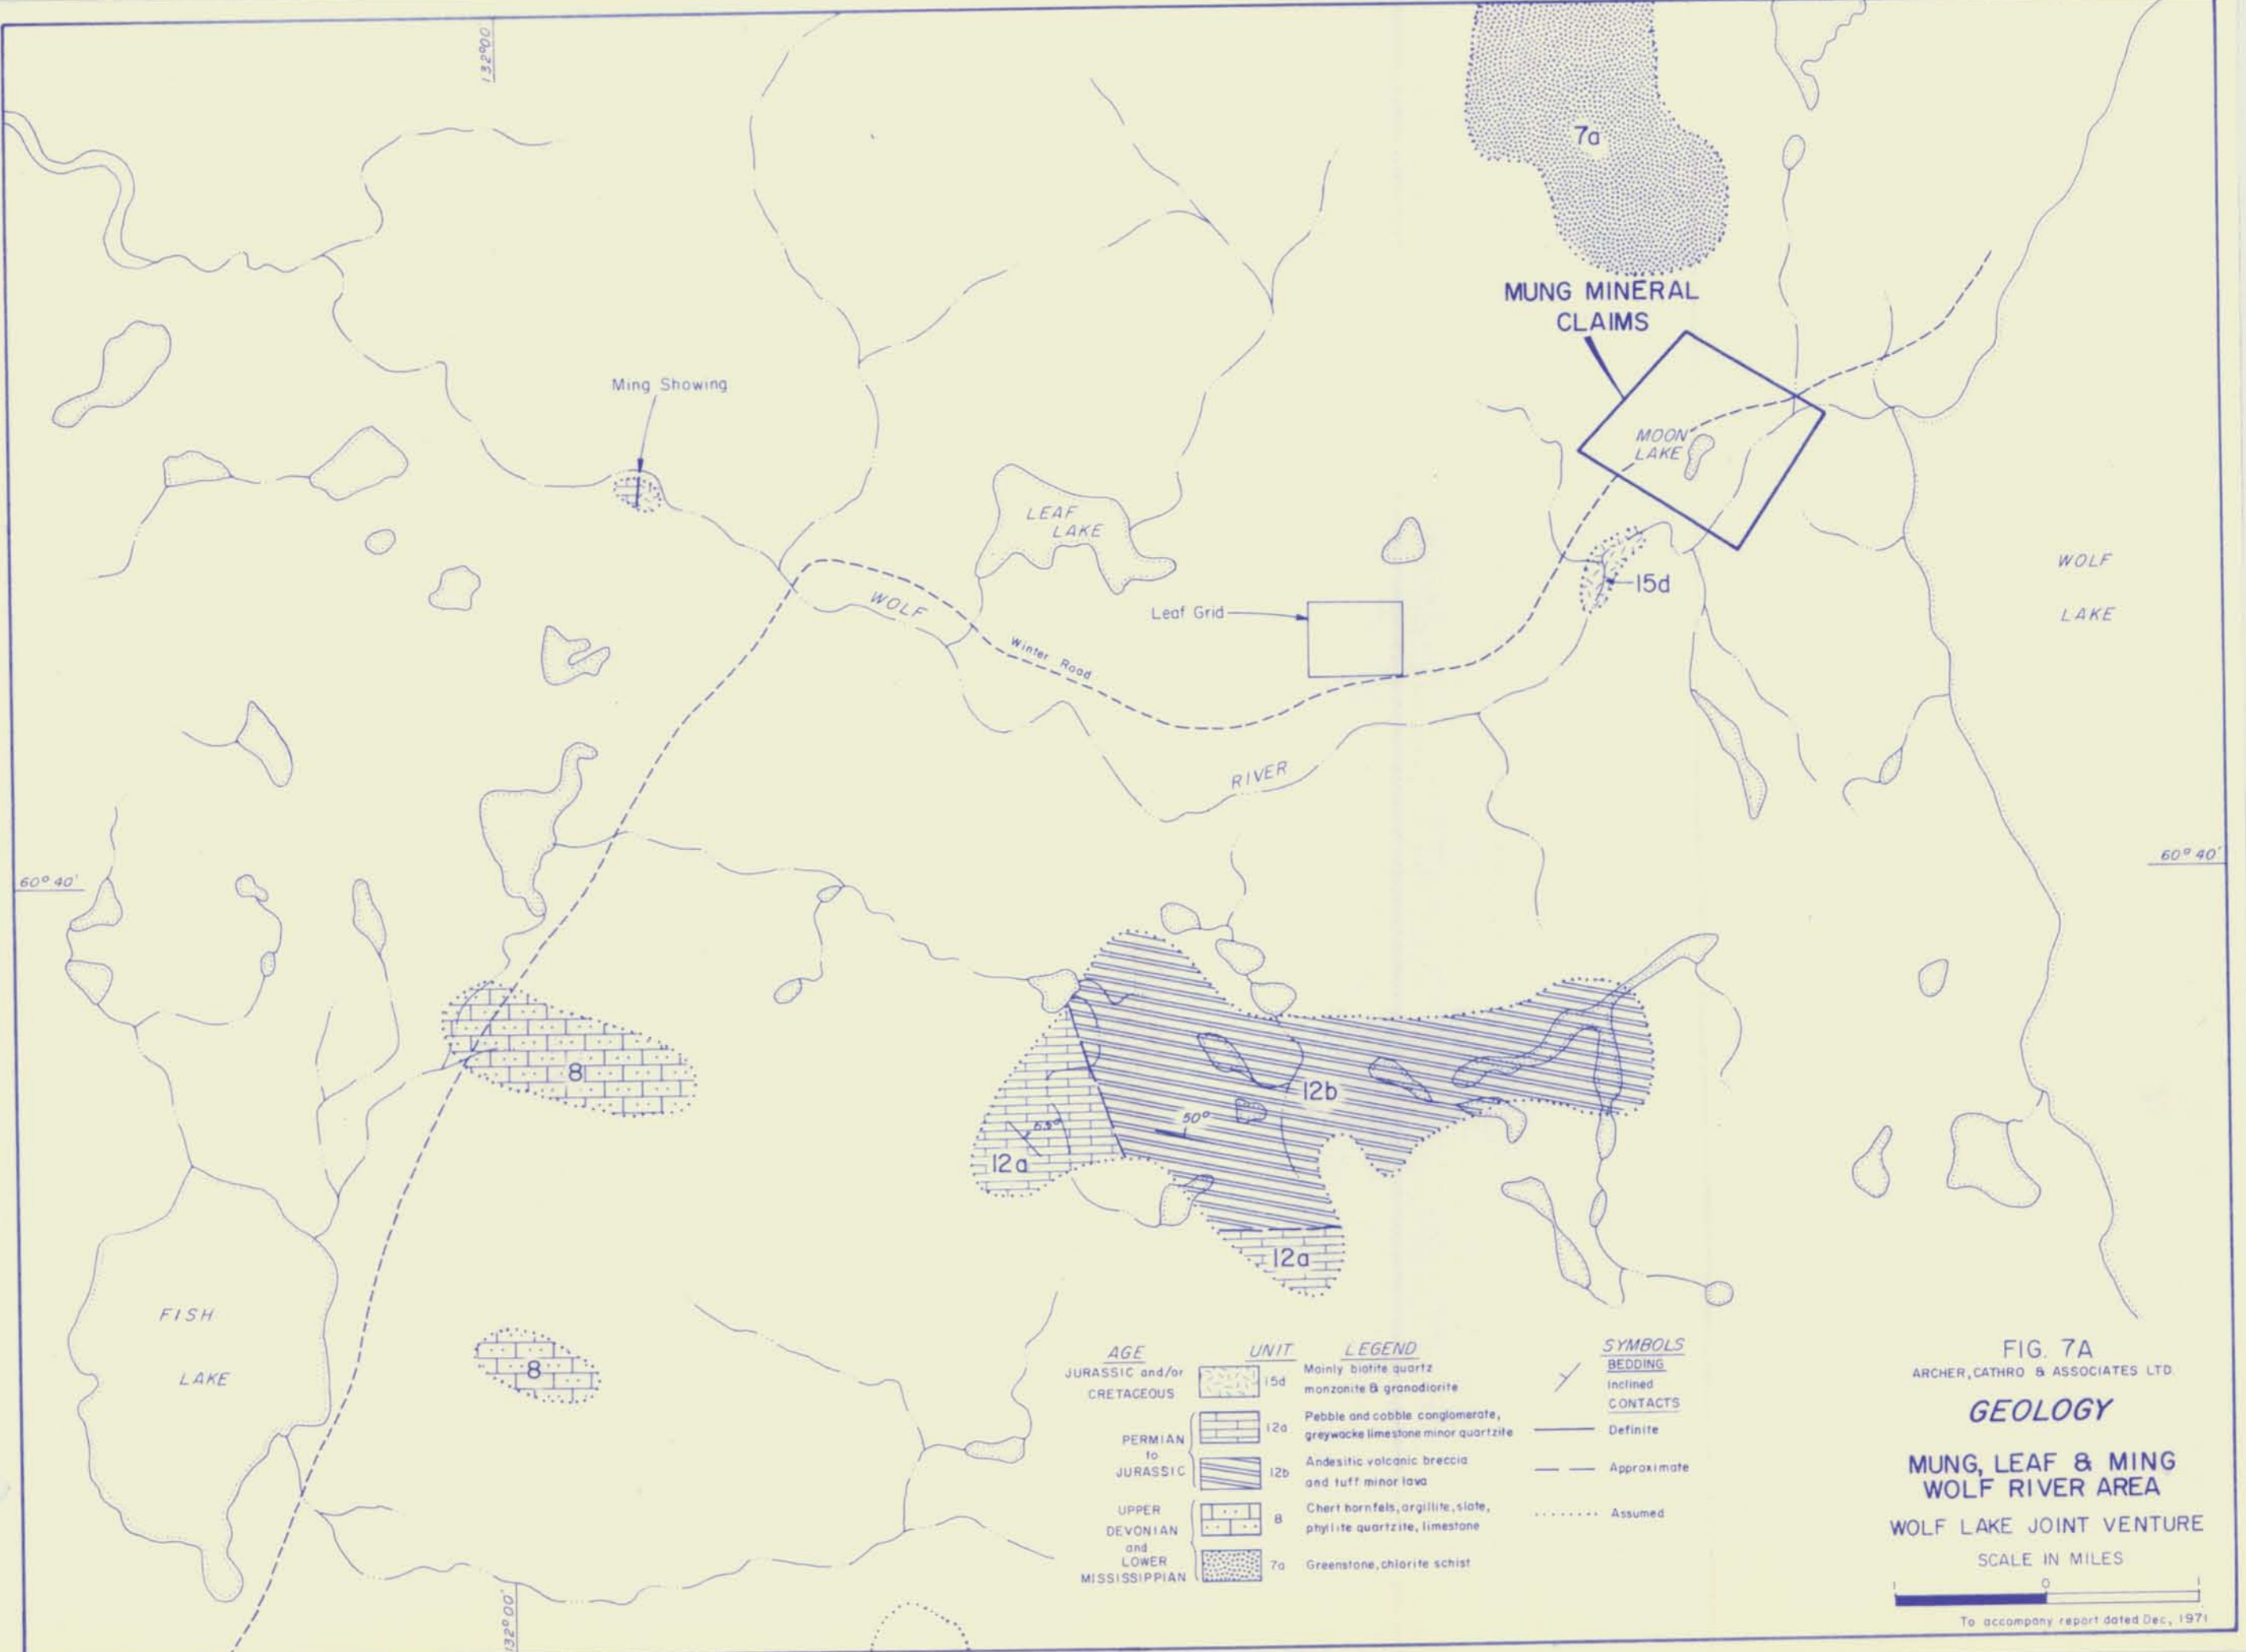 132°00'
7a
MUNG MINERAL
CLAIMS
Ming Showing
MOON
LAKE
LEAF
LAKE
WOLF
LAKE
15d
WOLF
Leaf Grid
Winter Road
RIVER
60° 40'
60° 40'
8
12b
50°
65°
12a
12a
FISH
LAKE
8
AGE
UNIT
LEGEND
JURASSIC and/or
CRETACEOUS
15d
Mainly biotite quartz
monzonite & granodiorite
PERMIAN
to
JURASSIC
12a
Pebble and cobble conglomerate,
greywacke limestone minor quartzite
12b
Andesitic volcanic breccia
and tuff minor lava
UPPER
DEVONIAN
and
LOWER
MISSISSIPPIAN
8
Chert hornfels, argillite, slate,
phyllite quartzite, limestone
7a
Greenstone, chlorite schist
SYMBOLS
BEDDING
Inclined
CONTACTS
Definite
Approximate
Assumed
FIG. 7A
ARCHER, CATHRO & ASSOCIATES LTD.
GEOLOGY
MUNG, LEAF & MING
WOLF RIVER AREA
WOLF LAKE JOINT VENTURE
SCALE IN MILES
1 0 1
To accompany report dated Dec, 1971
132°00'